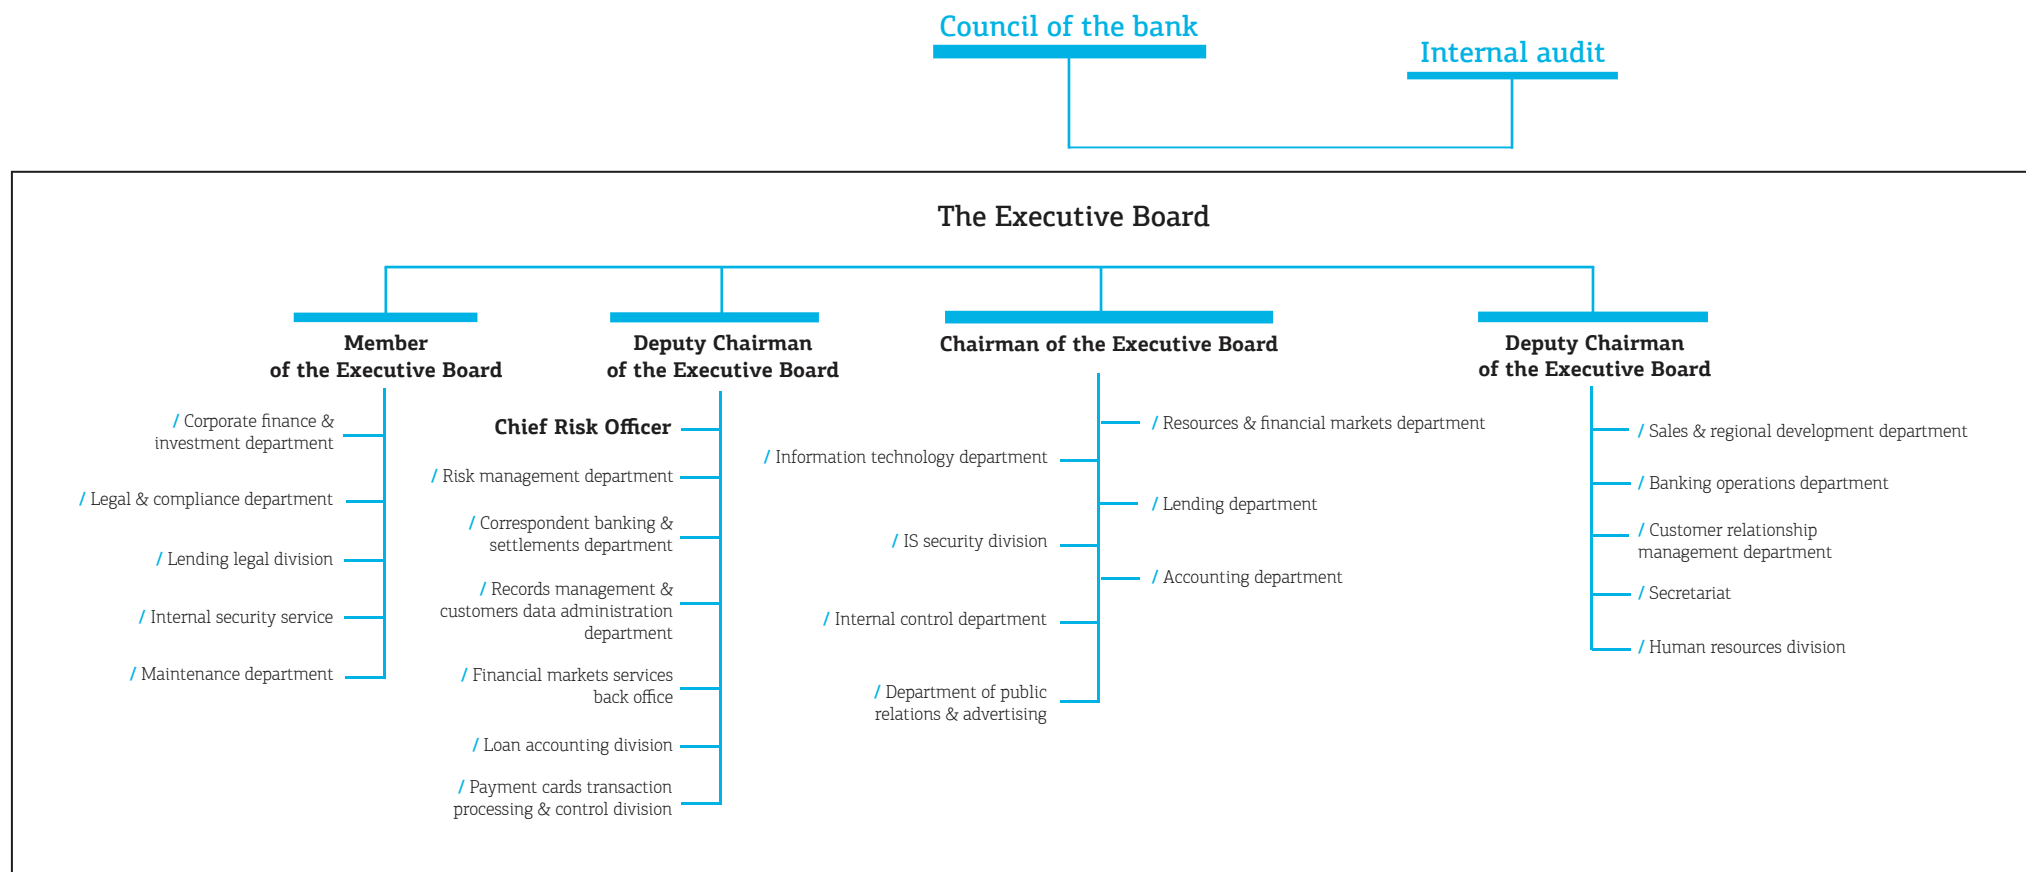 Council of the bank
Internal audit
The Executive Board
Member
of the Executive Board
/ Corporate finance &
investment department
/ Legal & compliance department
/ Lending legal division
/ Internal security service
/ Maintenance department
Deputy Chairman
of the Executive Board
Chief Risk Officer
/ Risk management department
/ Correspondent banking &
settlements department
/ Records management &
customers data administration
department
/ Financial markets services
back office
/ Loan accounting division
/ Payment cards transaction
processing & control division
Chairman of the Executive Board
/ Resources & financial markets department
/ Information technology department
/ Lending department
/ IS security division
/ Accounting department
/ Internal control department
/ Department of public
relations & advertising
Deputy Chairman
of the Executive Board
/ Sales & regional development department
/ Banking operations department
/ Customer relationship
management department
/ Secretariat
/ Human resources division